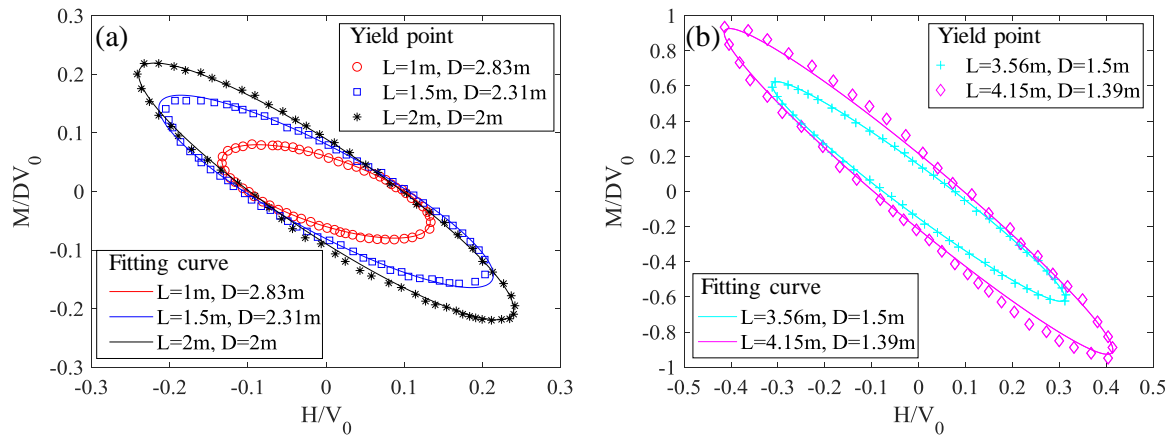 (a)
Yield point
L=1m, D=2.83m
L=1.5m, D=2.31m
L=2m, D=2m
Fitting curve
L=1m, D=2.83m
L=1.5m, D=2.31m
L=2m, D=2m
0.3
0.2
0.1
0
-0.1
-0.2
-0.3
M/DV₀
-0.3 -0.2 -0.1 0 0.1 0.2 0.3
H/V₀
(b)
Yield point
L=3.56m, D=1.5m
L=4.15m, D=1.39m
Fitting curve
L=3.56m, D=1.5m
L=4.15m, D=1.39m
1
0.8
0.6
0.4
0.2
0
-0.2
-0.4
-0.6
-0.8
-1
M/DV₀
-0.5 -0.4 -0.3 -0.2 -0.1 0 0.1 0.2 0.3 0.4 0.5
H/V₀